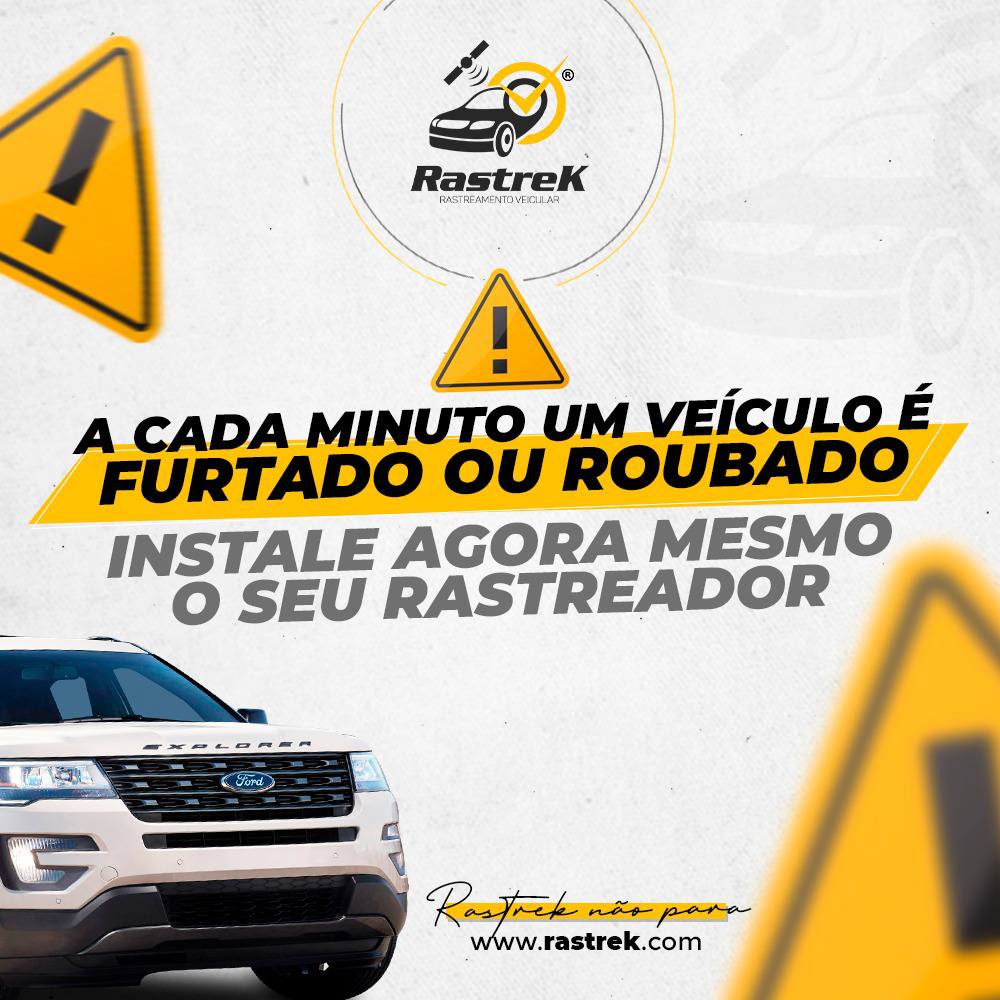 ®
RastreK
RASTREAMENTO VEICULAR
A CADA MINUTO UM VEÍCULO É
FURTADO OU ROUBADO
INSTALE AGORA MESMO
O SEU RASTREADOR
EXPLORER
Ford
Rastrek não para
www.rastrek.com